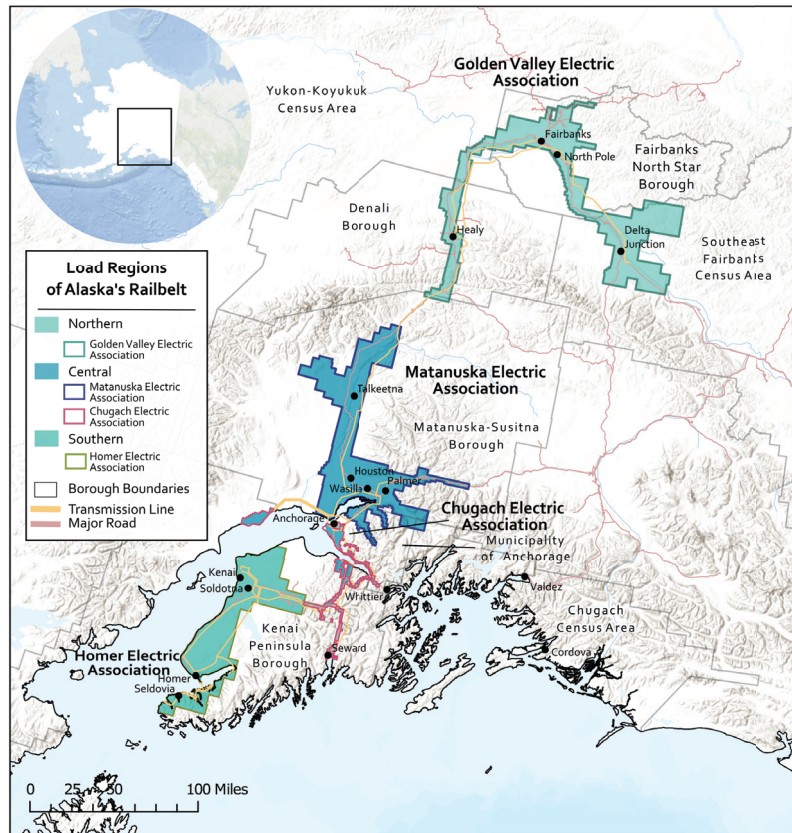 Golden Valley Electric
Association
Yukon-Koyukuk
Census Area
Fairbanks
North Pole
Fairbanks
North Star
Borough
Denali
Borough
Healy
Delta
Junction
Southeast
Fairbanks
Census Area
Load Regions
of Alaska's Railbelt
Northern
Golden Valley Electric
Association
Central
Matanuska Electric
Association
Chugach Electric
Association
Southern
Homer Electric
Association
Borough Boundaries
Transmission Line
Major Road
Matanuska Electric
Association
Talkeetna
Matanuska-Susitna
Borough
Houston
Wasilla
Palmer
Chugach Electric
Association
Anchorage
Municipality
of Anchorage
Kenai
Soldotna
Whittier
Valdez
Chugach
Census Area
Kenai
Peninsula
Borough
Cordova
Homer Electric
Association
Seward
Homer
Seldovia
0 25 50 100 Miles